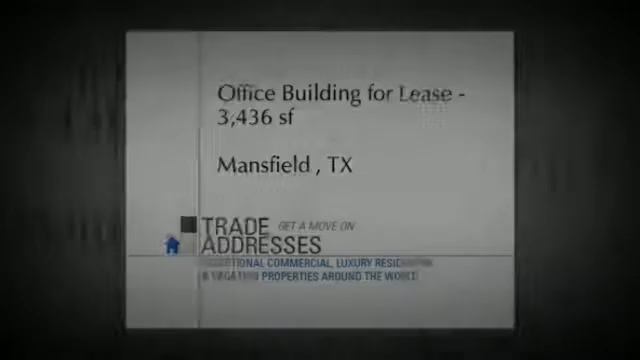 Office Building for Lease -
3,436 sf
Mansfield , TX
TRADE GET A MOVE ON
ADDRESSES
COMMERCIAL, LUXURY
PROPERTIES AROUND THE WORLD